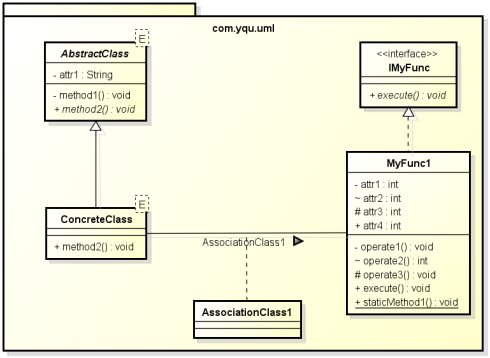 com.yqu.uml
E
AbstractClass
- attr1 : String
- method1() : void
+ method2() : void
<<interface>>
IMyFunc
+ execute() : void
E
ConcreteClass
+ method2() : void
AssociationClass1
MyFunc1
- attr1 : int
~ attr2 : int
# attr3 : int
+ attr4 : int
- operate1() : void
~ operate2() : int
# operate3() : void
+ execute() : void
+ staticMethod1() : void
AssociationClass1